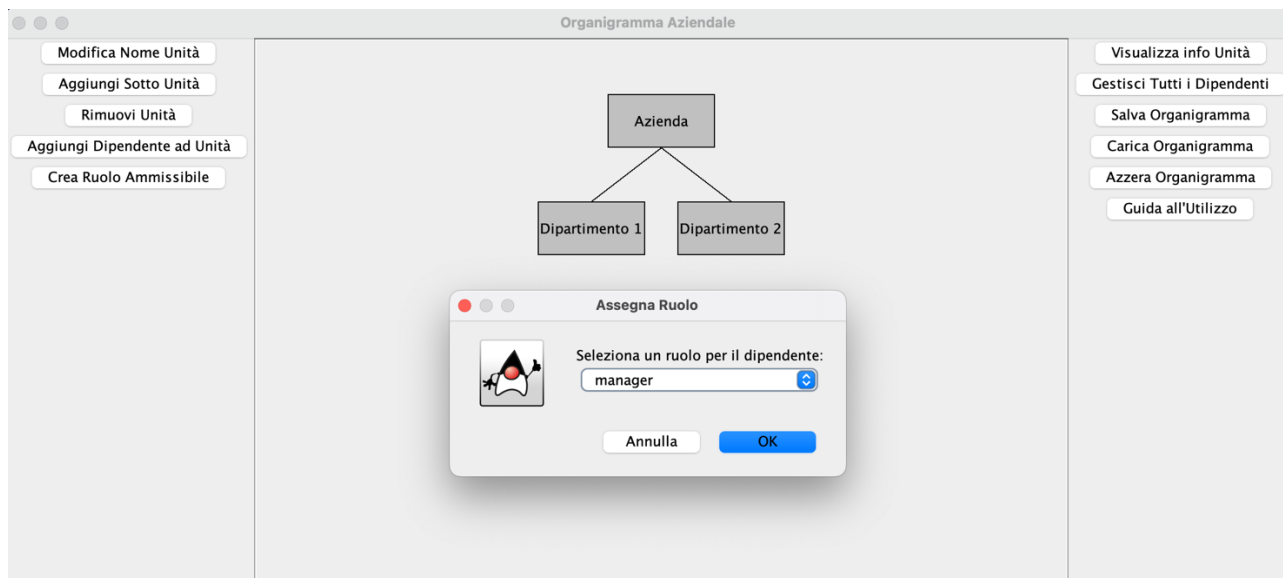 Organigramma Aziendale
Modifica Nome Unità
Aggiungi Sotto Unità
Rimuovi Unità
Aggiungi Dipendente ad Unità
Crea Ruolo Ammissibile
Azienda
Dipartimento 1
Dipartimento 2
Visualizza info Unità
Gestisci Tutti i Dipendenti
Salva Organigramma
Carica Organigramma
Azzera Organigramma
Guida all'Utilizzo
Assegna Ruolo
Seleziona un ruolo per il dipendente:
manager
Annulla
OK